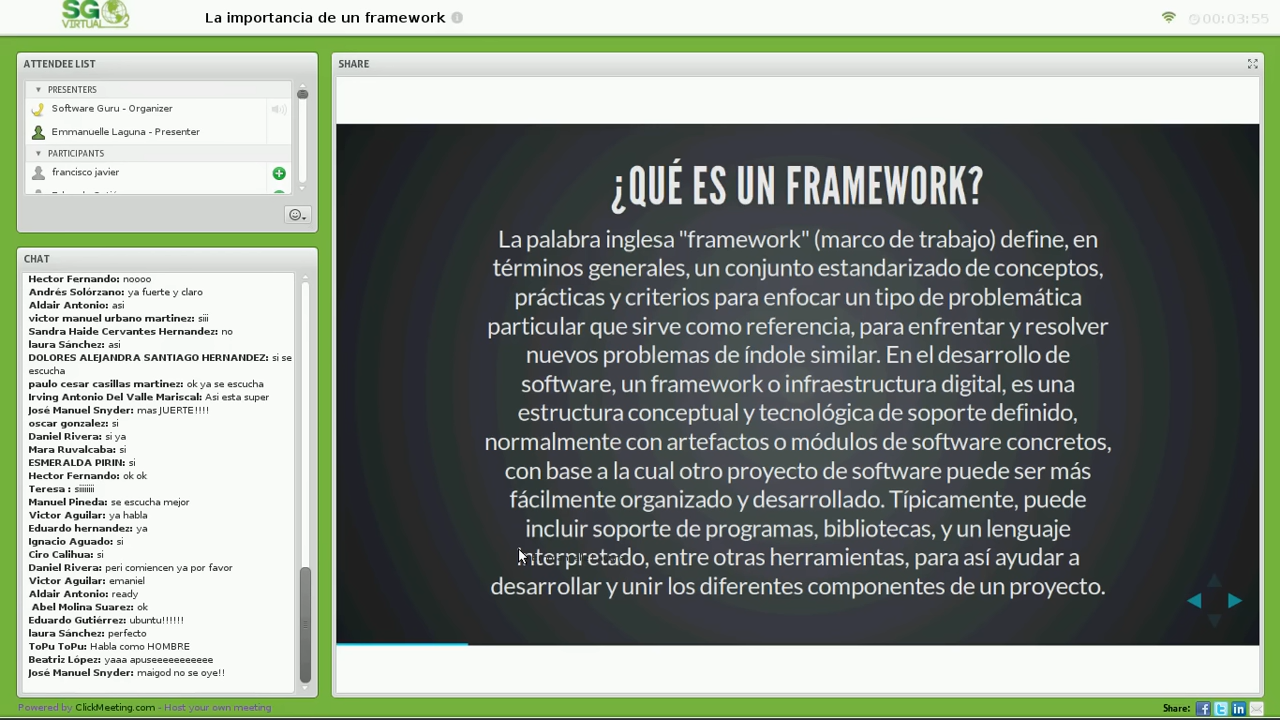 SG
VIRTUAL
La importancia de un framework
00:03:55
ATTENDEE LIST
PRESENTERS
Software Guru - Organizer
Emmanuelle Laguna - Presenter
PARTICIPANTS
francisco javier
CHAT
Hector Fernando: noooo
Andrés Solórzano: ya fuerte y claro
Aldair Antonio: asi
victor manuel urbano martinez: siii
Sandra Haide Cervantes Hernandez: no
laura Sánchez: asi
DOLORES ALEJANDRA SANTIAGO HERNANDEZ: si se
escucha
paulo cesar casillas martinez: ok ya se escucha
Irving Antonio Del Valle Mariscal: Asi esta super
José Manuel Snyder: mas JUERTE!!!!
oscar gonzalez: si
Daniel Rivera: si ya
Mara Ruvalcaba: si
ESMERALDA PIRIN: si
Hector Fernando: ok ok
Teresa : siiiiiii
Manuel Pineda: se escucha mejor
Victor Aguilar: ya habla
Eduardo hernandez: ya
Ignacio Aguado: si
Ciro Calihua: si
Daniel Rivera: peri comiencen ya por favor
Victor Aguilar: emaniel
Aldair Antonio: ready
Abel Molina Suarez: ok
Eduardo Gutiérrez: ubuntu!!!!!!
laura Sánchez: perfecto
ToPu ToPu: Habla como HOMBRE
Beatriz López: yaaa apuseeeeeeeeeee
José Manuel Snyder: maigod no se oye!!
SHARE
¿QUÉ ES UN FRAMEWORK?
La palabra inglesa "framework" (marco de trabajo) define, en
términos generales, un conjunto estandarizado de conceptos,
prácticas y criterios para enfocar un tipo de problemática
particular que sirve como referencia, para enfrentar y resolver
nuevos problemas de índole similar. En el desarrollo de
software, un framework o infraestructura digital, es una
estructura conceptual y tecnológica de soporte definido,
normalmente con artefactos o módulos de software concretos,
con base a la cual otro proyecto de software puede ser más
fácilmente organizado y desarrollado. Típicamente, puede
incluir soporte de programas, bibliotecas, y un lenguaje
interpretado, entre otras herramientas, para así ayudar a
desarrollar y unir los diferentes componentes de un proyecto.
Powered by ClickMeeting.com - Host your own meeting
Share: